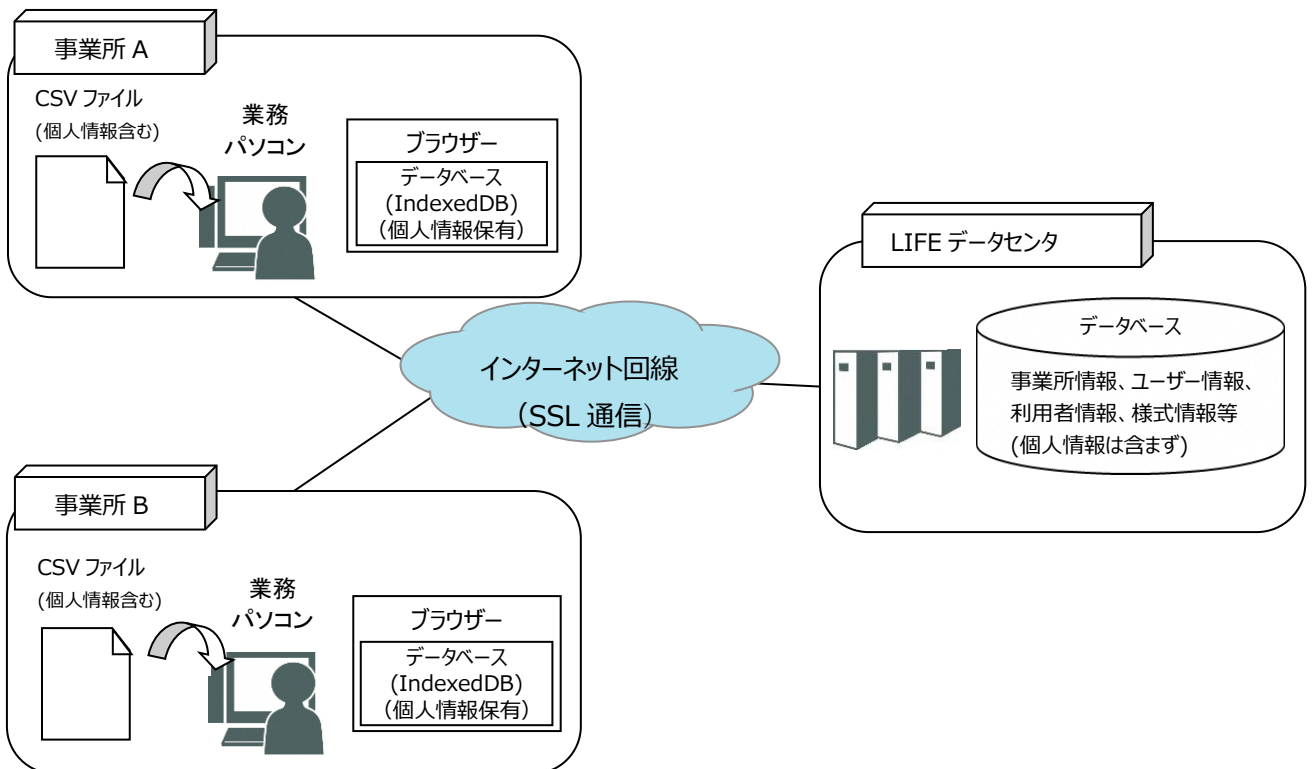 事業所 A
CSV ファイル
(個人情報含む)
業務
パソコン
ブラウザー
データベース
(IndexedDB)
(個人情報保有)
インターネット回線
(SSL 通信)
LIFE データセンタ
データベース
事業所情報、ユーザー情報、
利用者情報、様式情報等
(個人情報は含まず)
事業所 B
CSV ファイル
(個人情報含む)
業務
パソコン
ブラウザー
データベース
(IndexedDB)
(個人情報保有)